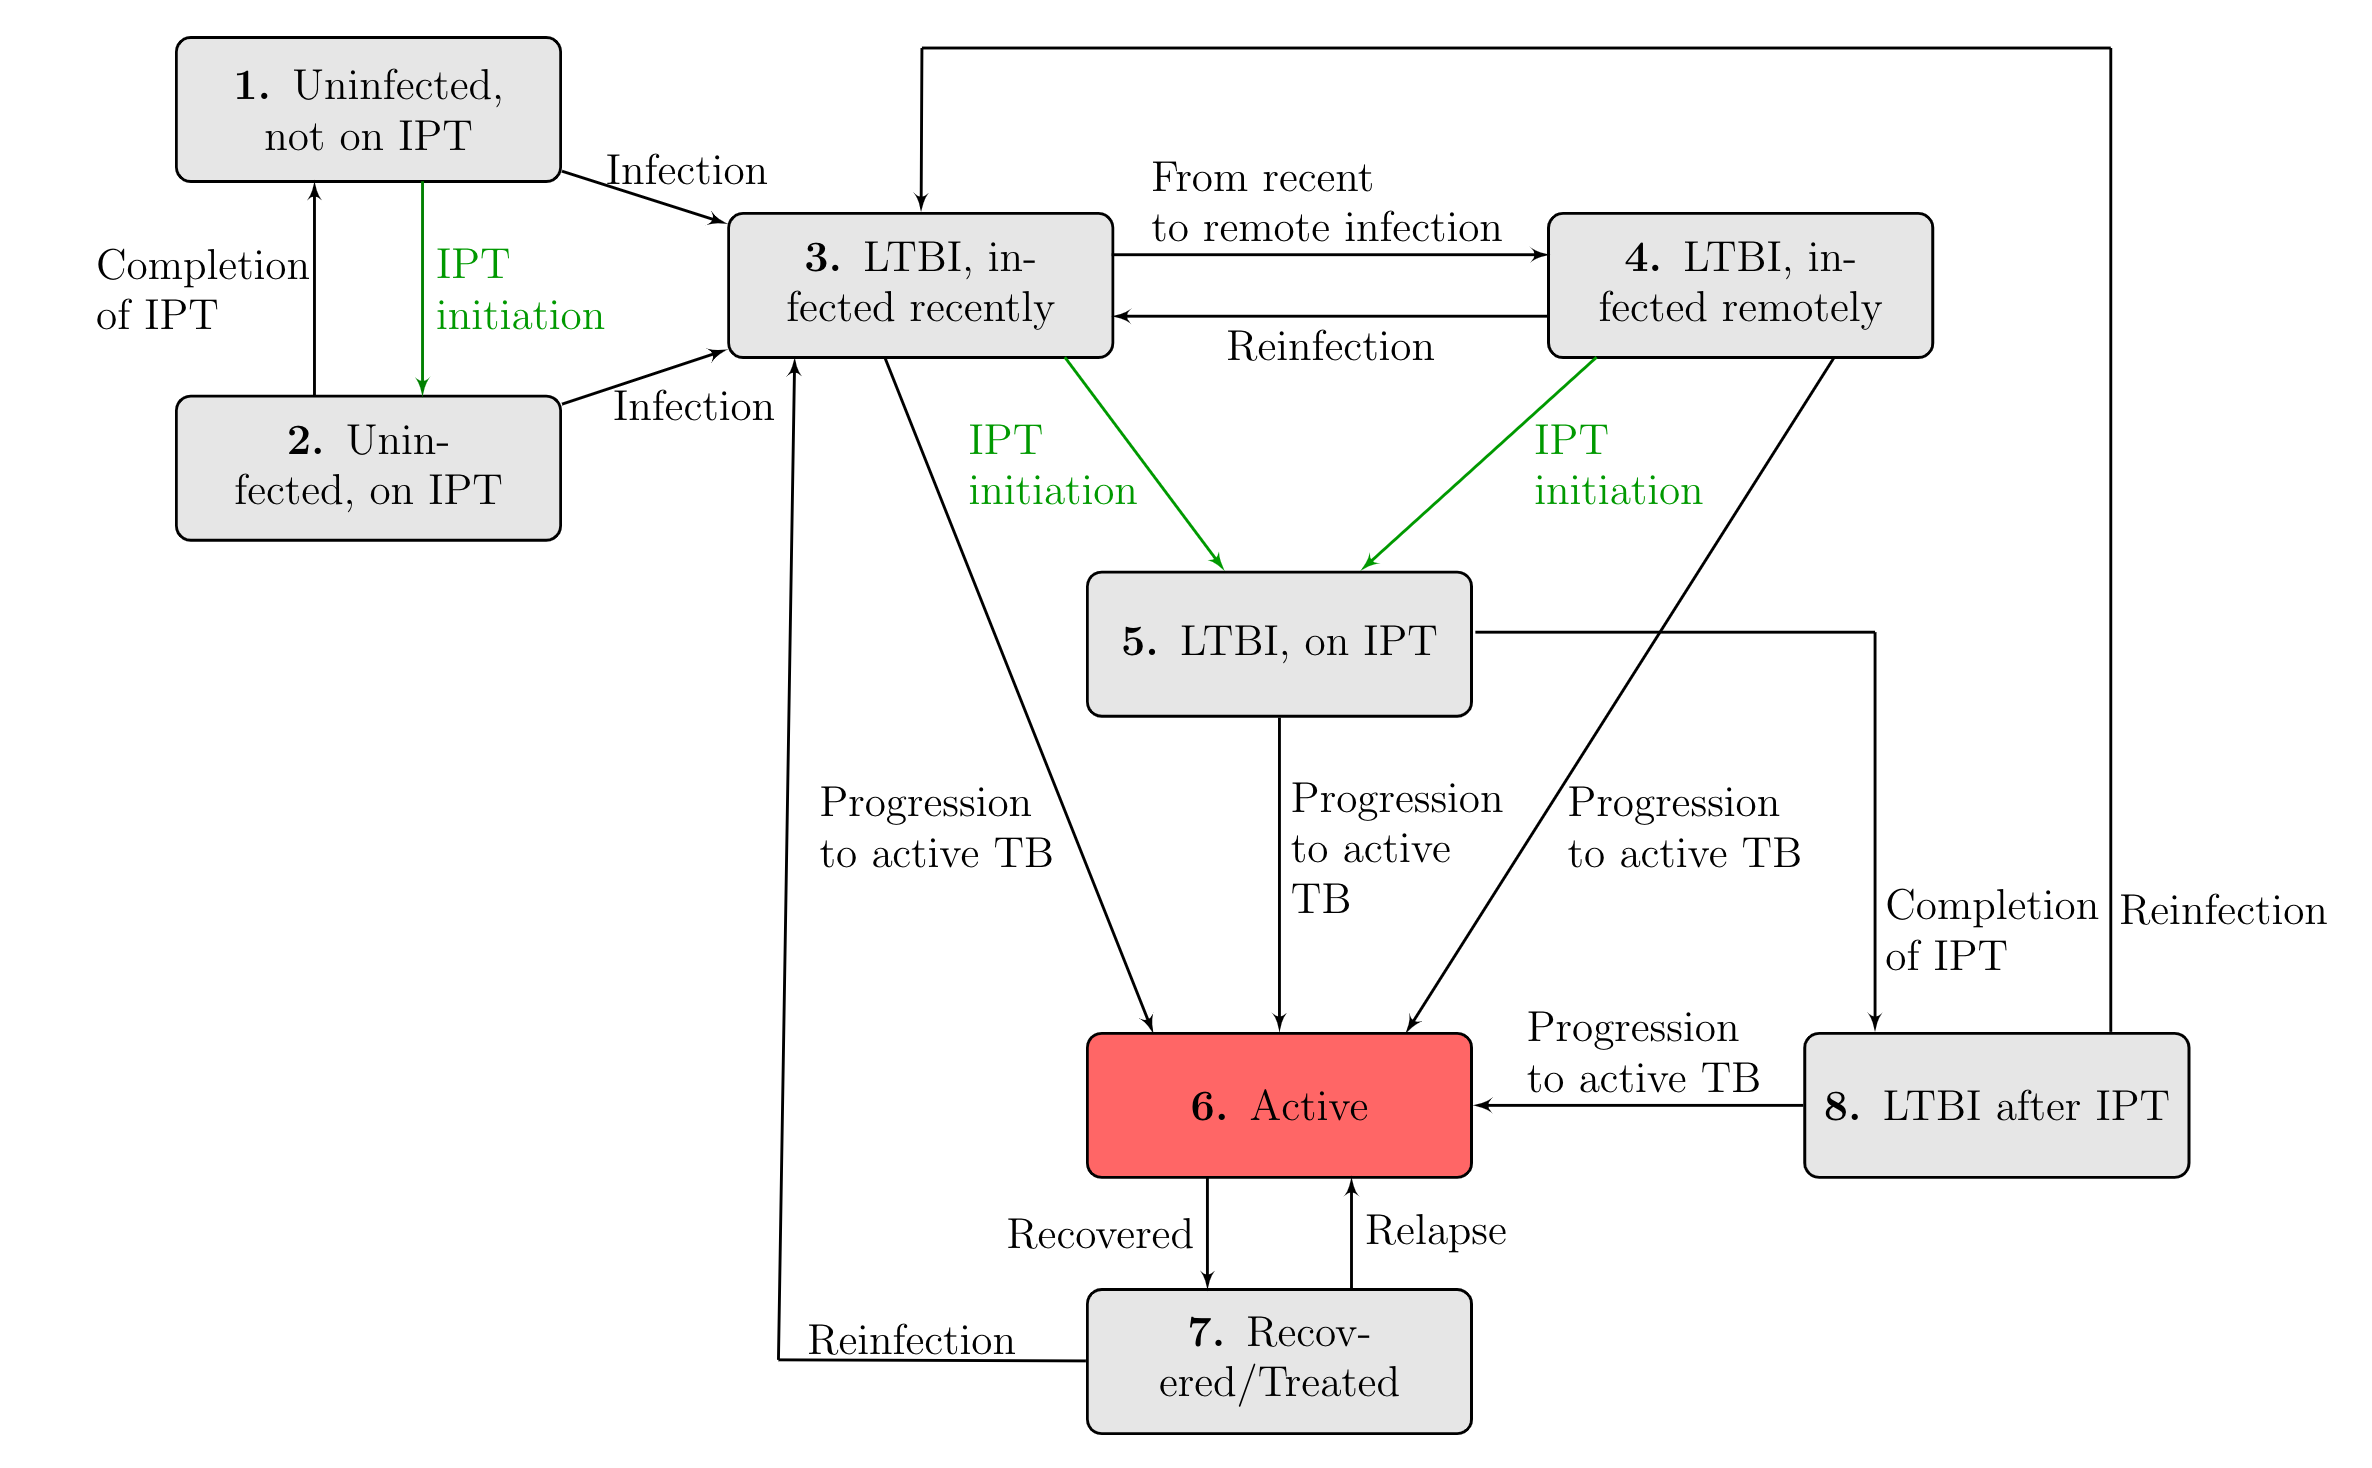 1. Uninfected,
not on IPT
Infection
Completion
of IPT
IPT
initiation
2. Unin-
fected, on IPT
Infection
3. LTBI, in-
fected recently
From recent
to remote infection
Reinfection
4. LTBI, in-
fected remotely
IPT
initiation
IPT
initiation
5. LTBI, on IPT
Progression
to active TB
Progression
to active
TB
Progression
to active TB
Completion
of IPT
Reinfection
Progression
to active TB
6. Active
8. LTBI after IPT
Recovered
Relapse
Reinfection
7. Recov-
ered/Treated